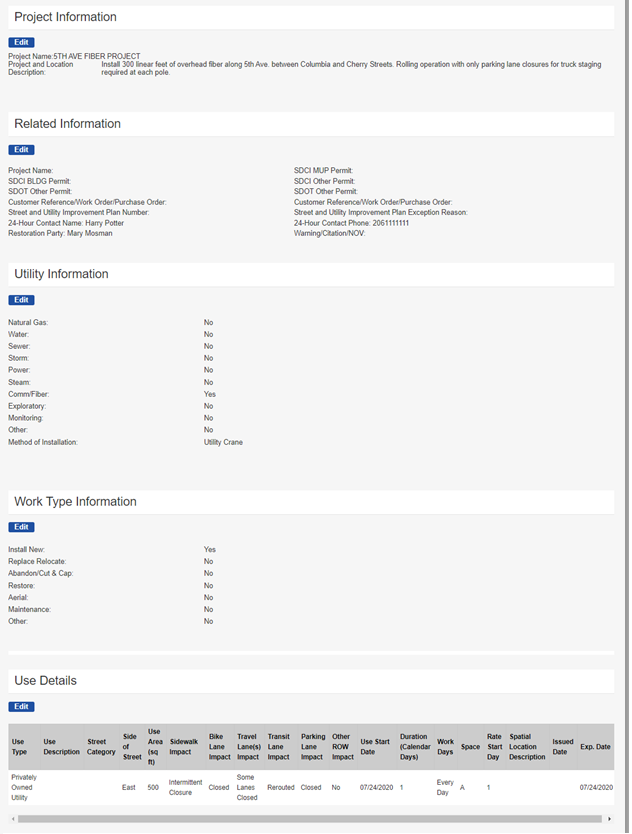 Project Information
Edit
Project Name:5TH AVE FIBER PROJECT
Project and Location Description: Install 300 linear feet of overhead fiber along 5th Ave. between Columbia and Cherry Streets. Rolling operation with only parking lane closures for truck staging
required at each pole.
Related Information
Edit
Project Name: SDCI MUP Permit:
SDCI BLDG Permit: SDCI Other Permit:
SDOT Other Permit: SDOT Other Permit:
Customer Reference/Work Order/Purchase Order: Customer Reference/Work Order/Purchase Order:
Street and Utility Improvement Plan Number: Street and Utility Improvement Plan Exception Reason:
24-Hour Contact Name: Harry Potter 24-Hour Contact Phone: 2061111111
Restoration Party: Mary Mosman Warning/Citation/NOV:
Utility Information
Edit
Natural Gas: No
Water: No
Sewer: No
Storm: No
Power: No
Steam: No
Comm/Fiber: Yes
Exploratory: No
Monitoring: No
Other: No
Method of Installation: Utility Crane
Work Type Information
Edit
Install New: Yes
Replace Relocate: No
Abandon/Cut & Cap: No
Restore: No
Aerial: No
Maintenance: No
Other: No
Use Details
Edit
Use Type Use Description Street Category Side of Street Use Area (sq ft) Sidewalk Impact Bike Lane Impact Travel Lane(s) Impact Transit Lane Impact Parking Lane Impact Other ROW Impact Use Start Date Duration (Calendar Days) Work Days Space Rate Start Day Spatial Location Description Issued Date Exp. Date
Privately Owned Utility East 500 Intermittent Closure Closed Some Lanes Closed Rerouted Closed No 07/24/2020 1 Every Day A 1 07/24/2020